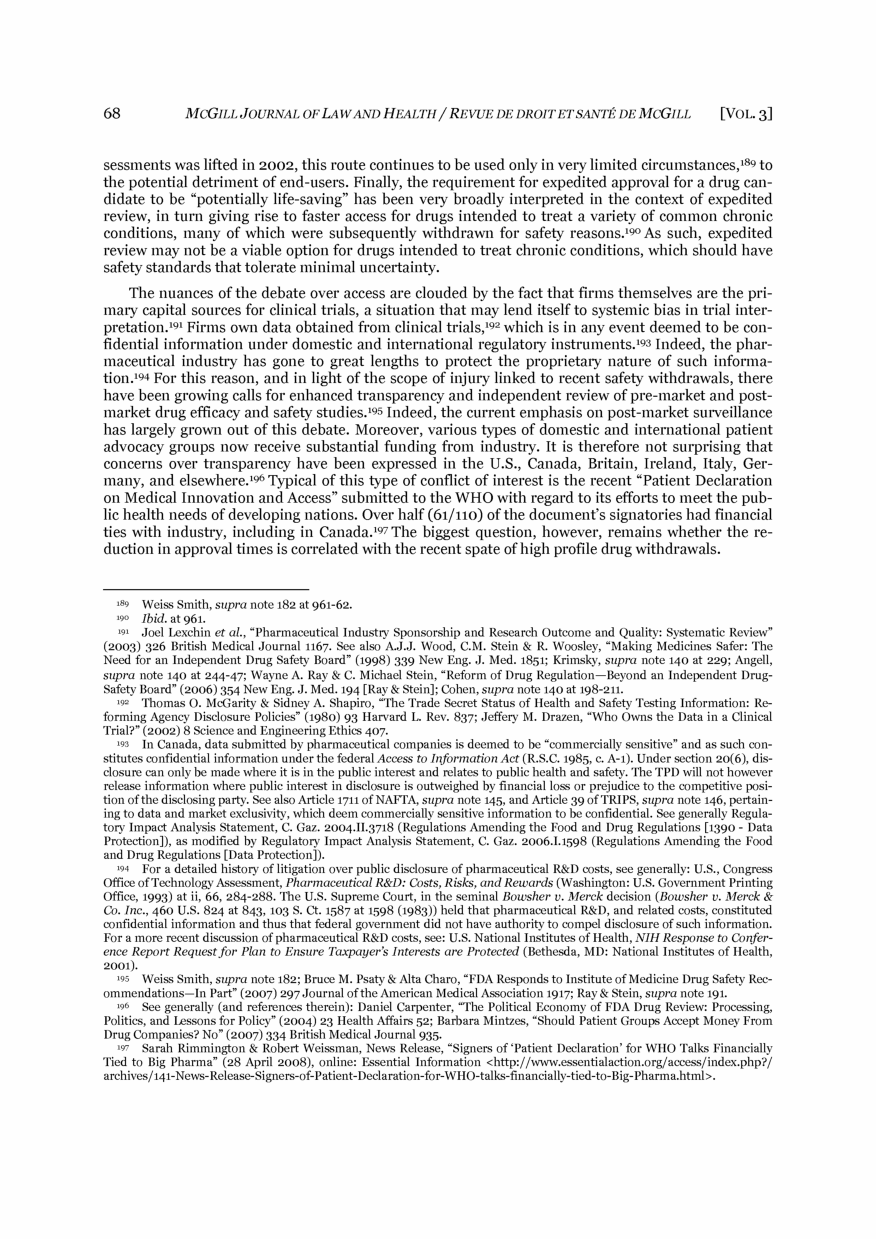 68 MCGILL JOURNAL OF LAW AND HEALTH / REVUE DE DROIT ET SANTÉ DE MCGILL [VOL. 3]
sessments was lifted in 2002, this route continues to be used only in very limited circumstances,189 to
the potential detriment of end-users. Finally, the requirement for expedited approval for a drug can-
didate to be “potentially life-saving” has been very broadly interpreted in the context of expedited
review, in turn giving rise to faster access for drugs intended to treat a variety of common chronic
conditions, many of which were subsequently withdrawn for safety reasons.190 As such, expedited
review may not be a viable option for drugs intended to treat chronic conditions, which should have
safety standards that tolerate minimal uncertainty.
The nuances of the debate over access are clouded by the fact that firms themselves are the pri-
mary capital sources for clinical trials, a situation that may lend itself to systemic bias in trial inter-
pretation.191 Firms own data obtained from clinical trials,192 which is in any event deemed to be con-
fidential information under domestic and international regulatory instruments.193 Indeed, the phar-
maceutical industry has gone to great lengths to protect the proprietary nature of such informa-
tion.194 For this reason, and in light of the scope of injury linked to recent safety withdrawals, there
have been growing calls for enhanced transparency and independent review of pre-market and post-
market drug efficacy and safety studies.195 Indeed, the current emphasis on post-market surveillance
has largely grown out of this debate. Moreover, various types of domestic and international patient
advocacy groups now receive substantial funding from industry. It is therefore not surprising that
concerns over transparency have been expressed in the U.S., Canada, Britain, Ireland, Italy, Ger-
many, and elsewhere.196 Typical of this type of conflict of interest is the recent “Patient Declaration
on Medical Innovation and Access” submitted to the WHO with regard to its efforts to meet the pub-
lic health needs of developing nations. Over half (61/110) of the document’s signatories had financial
ties with industry, including in Canada.197 The biggest question, however, remains whether the re-
duction in approval times is correlated with the recent spate of high profile drug withdrawals.
189 Weiss Smith, supra note 182 at 961-62.
190 Ibid. at 961.
191 Joel Lexchin et al., “Pharmaceutical Industry Sponsorship and Research Outcome and Quality: Systematic Review”
(2003) 326 British Medical Journal 1167. See also A.J.J. Wood, C.M. Stein & R. Woosley, “Making Medicines Safer: The
Need for an Independent Drug Safety Board” (1998) 339 New Eng. J. Med. 1851; Krimsky, supra note 140 at 229; Angell,
supra note 140 at 244-47; Wayne A. Ray & C. Michael Stein, “Reform of Drug Regulation—Beyond an Independent Drug-
Safety Board” (2006) 354 New Eng. J. Med. 194 [Ray & Stein]; Cohen, supra note 140 at 198-211.
192 Thomas O. McGarity & Sidney A. Shapiro, “The Trade Secret Status of Health and Safety Testing Information: Re-
forming Agency Disclosure Policies” (1980) 93 Harvard L. Rev. 837; Jeffery M. Drazen, “Who Owns the Data in a Clinical
Trial?” (2002) 8 Science and Engineering Ethics 407.
193 In Canada, data submitted by pharmaceutical companies is deemed to be “commercially sensitive” and as such con-
stitutes confidential information under the federal Access to Information Act (R.S.C. 1985, c. A-1). Under section 20(6), dis-
closure can only be made where it is in the public interest and relates to public health and safety. The TPD will not however
release information where public interest in disclosure is outweighed by financial loss or prejudice to the competitive posi-
tion of the disclosing party. See also Article 1711 of NAFTA, supra note 145, and Article 39 of TRIPS, supra note 146, pertain-
ing to data and market exclusivity, which deem commercially sensitive information to be confidential. See generally Regula-
tory Impact Analysis Statement, C. Gaz. 2004.II.3718 (Regulations Amending the Food and Drug Regulations [1390 - Data
Protection]), as modified by Regulatory Impact Analysis Statement, C. Gaz. 2006.I.1598 (Regulations Amending the Food
and Drug Regulations [Data Protection]).
194 For a detailed history of litigation over public disclosure of pharmaceutical R&D costs, see generally: U.S., Congress
Office of Technology Assessment, Pharmaceutical R&D: Costs, Risks, and Rewards (Washington: U.S. Government Printing
Office, 1993) at ii, 66, 284-288. The U.S. Supreme Court, in the seminal Bowsher v. Merck decision (Bowsher v. Merck &
Co. Inc., 460 U.S. 824 at 843, 103 S. Ct. 1587 at 1598 (1983)) held that pharmaceutical R&D, and related costs, constituted
confidential information and thus that federal government did not have authority to compel disclosure of such information.
For a more recent discussion of pharmaceutical R&D costs, see: U.S. National Institutes of Health, NIH Response to Confer-
ence Report Request for Plan to Ensure Taxpayer’s Interests are Protected (Bethesda, MD: National Institutes of Health,
2001).
195 Weiss Smith, supra note 182; Bruce M. Psaty & Alta Charo, “FDA Responds to Institute of Medicine Drug Safety Rec-
ommendations—In Part” (2007) 297 Journal of the American Medical Association 1917; Ray & Stein, supra note 191.
196 See generally (and references therein): Daniel Carpenter, “The Political Economy of FDA Drug Review: Processing,
Politics, and Lessons for Policy” (2004) 23 Health Affairs 52; Barbara Mintzes, “Should Patient Groups Accept Money From
Drug Companies? No” (2007) 334 British Medical Journal 935.
197 Sarah Rimmington & Robert Weissman, News Release, “Signers of ‘Patient Declaration’ for WHO Talks Financially
Tied to Big Pharma” (28 April 2008), online: Essential Information <http://www.essentialaction.org/access/index.php?/
archives/141-News-Release-Signers-of-Patient-Declaration-for-WHO-talks-financially-tied-to-Big-Pharma.html>.